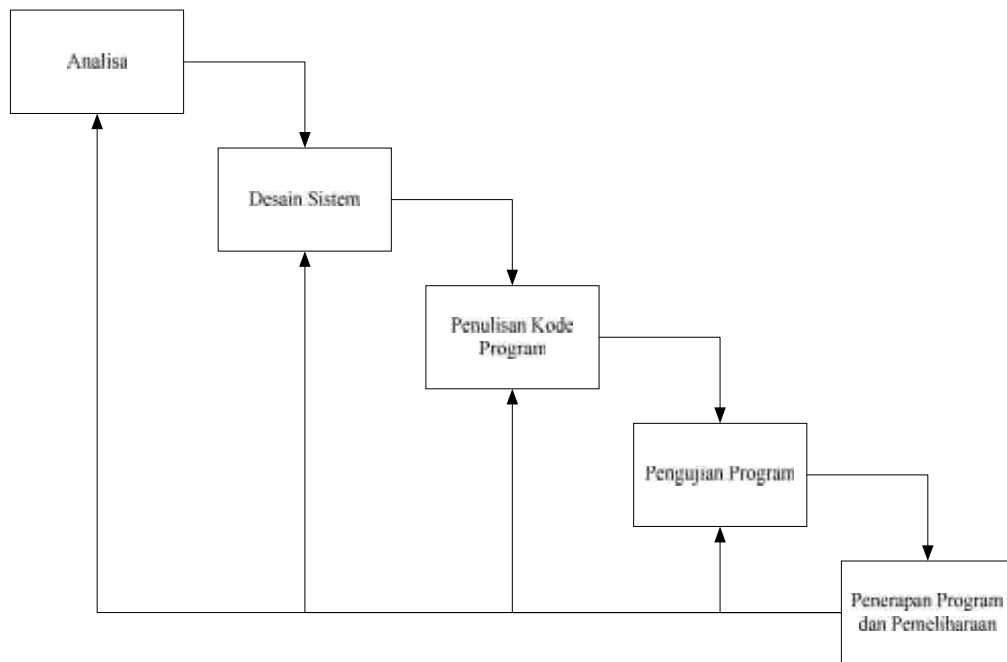 Analisa
Desain Sistem
Penulisan Kode
Program
Pengujian Program
Penerapan Program
dan Pemeliharaan